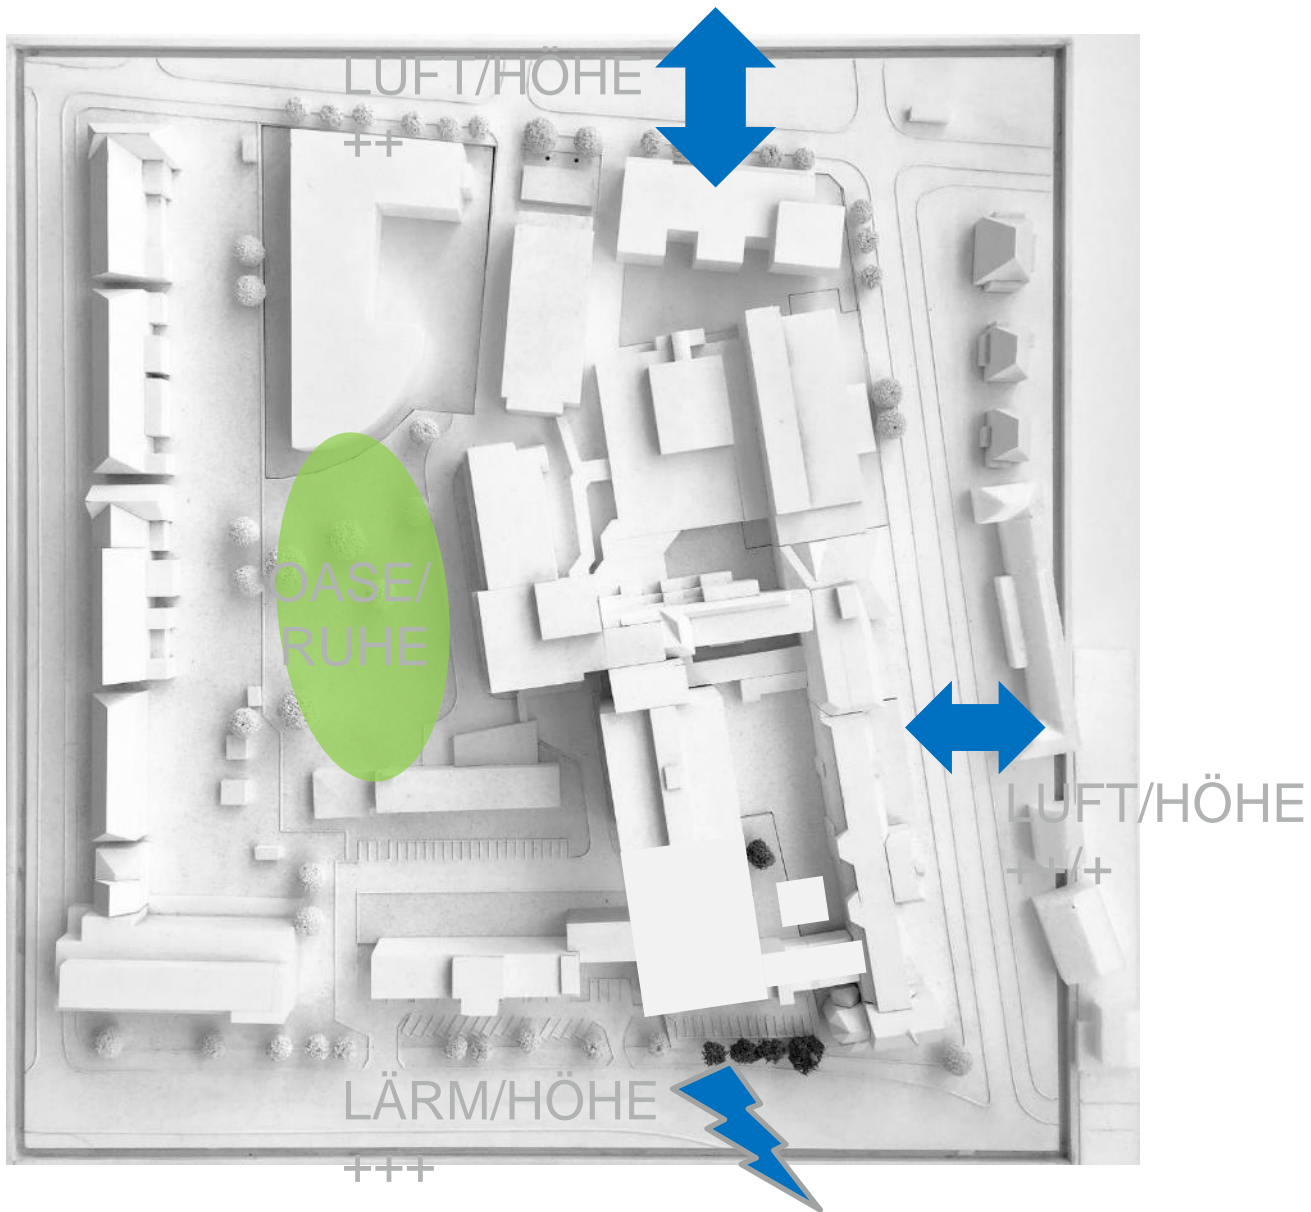 LUFT/HÖHE
++
OASE/
RUHE
LUFT/HÖHE
++/+
LÄRM/HÖHE
+++